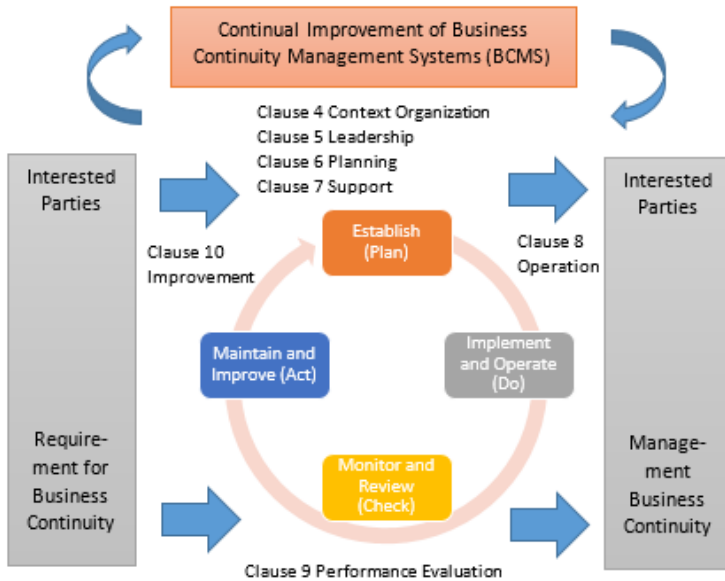 Continual Improvement of Business
Continuity Management Systems (BCMS)
Clause 4 Context Organization
Clause 5 Leadership
Clause 6 Planning
Clause 7 Support
Interested
Parties
Interested
Parties
Clause 10
Improvement
Establish
(Plan)
Clause 8
Operation
Maintain and
Improve (Act)
Implement
and Operate
(Do)
Monitor and
Review
(Check)
Require-
ment for
Business
Continuity
Manage-
ment
Business
Continuity
Clause 9 Performance Evaluation